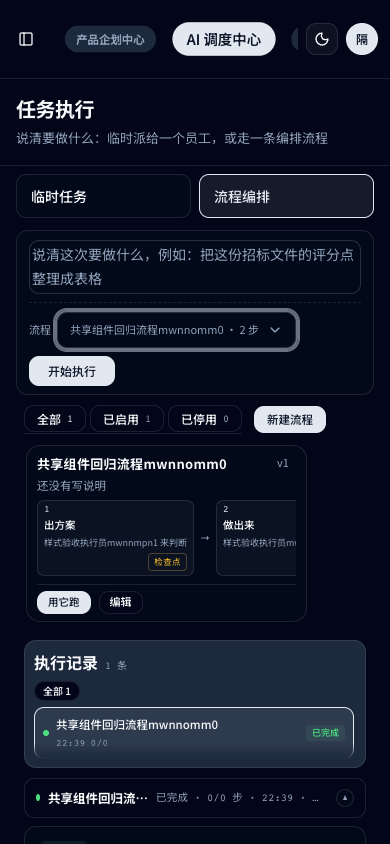 产品企划中心
AI 调度中心
隔
任务执行
说清要做什么：临时派给一个员工，或走一条编排流程
临时任务
流程编排
说清这次要做什么，例如：把这份招标文件的评分点
整理成表格
流程
共享组件回归流程mwnnomm0 · 2 步
开始执行
全部 1
已启用 1
已停用 0
新建流程
共享组件回归流程mwnnomm0
v1
还没有写说明
1
出方案
样式验收执行员mwnnmpn1 来判断
检查点
→
2
做出来
样式验收执行员
用它跑
编辑
执行记录 1 条
全部 1
共享组件回归流程mwnnomm0
22:39 0/0
已完成
共享组件回归流… 已完成 · 0/0 步 · 22:39 · …